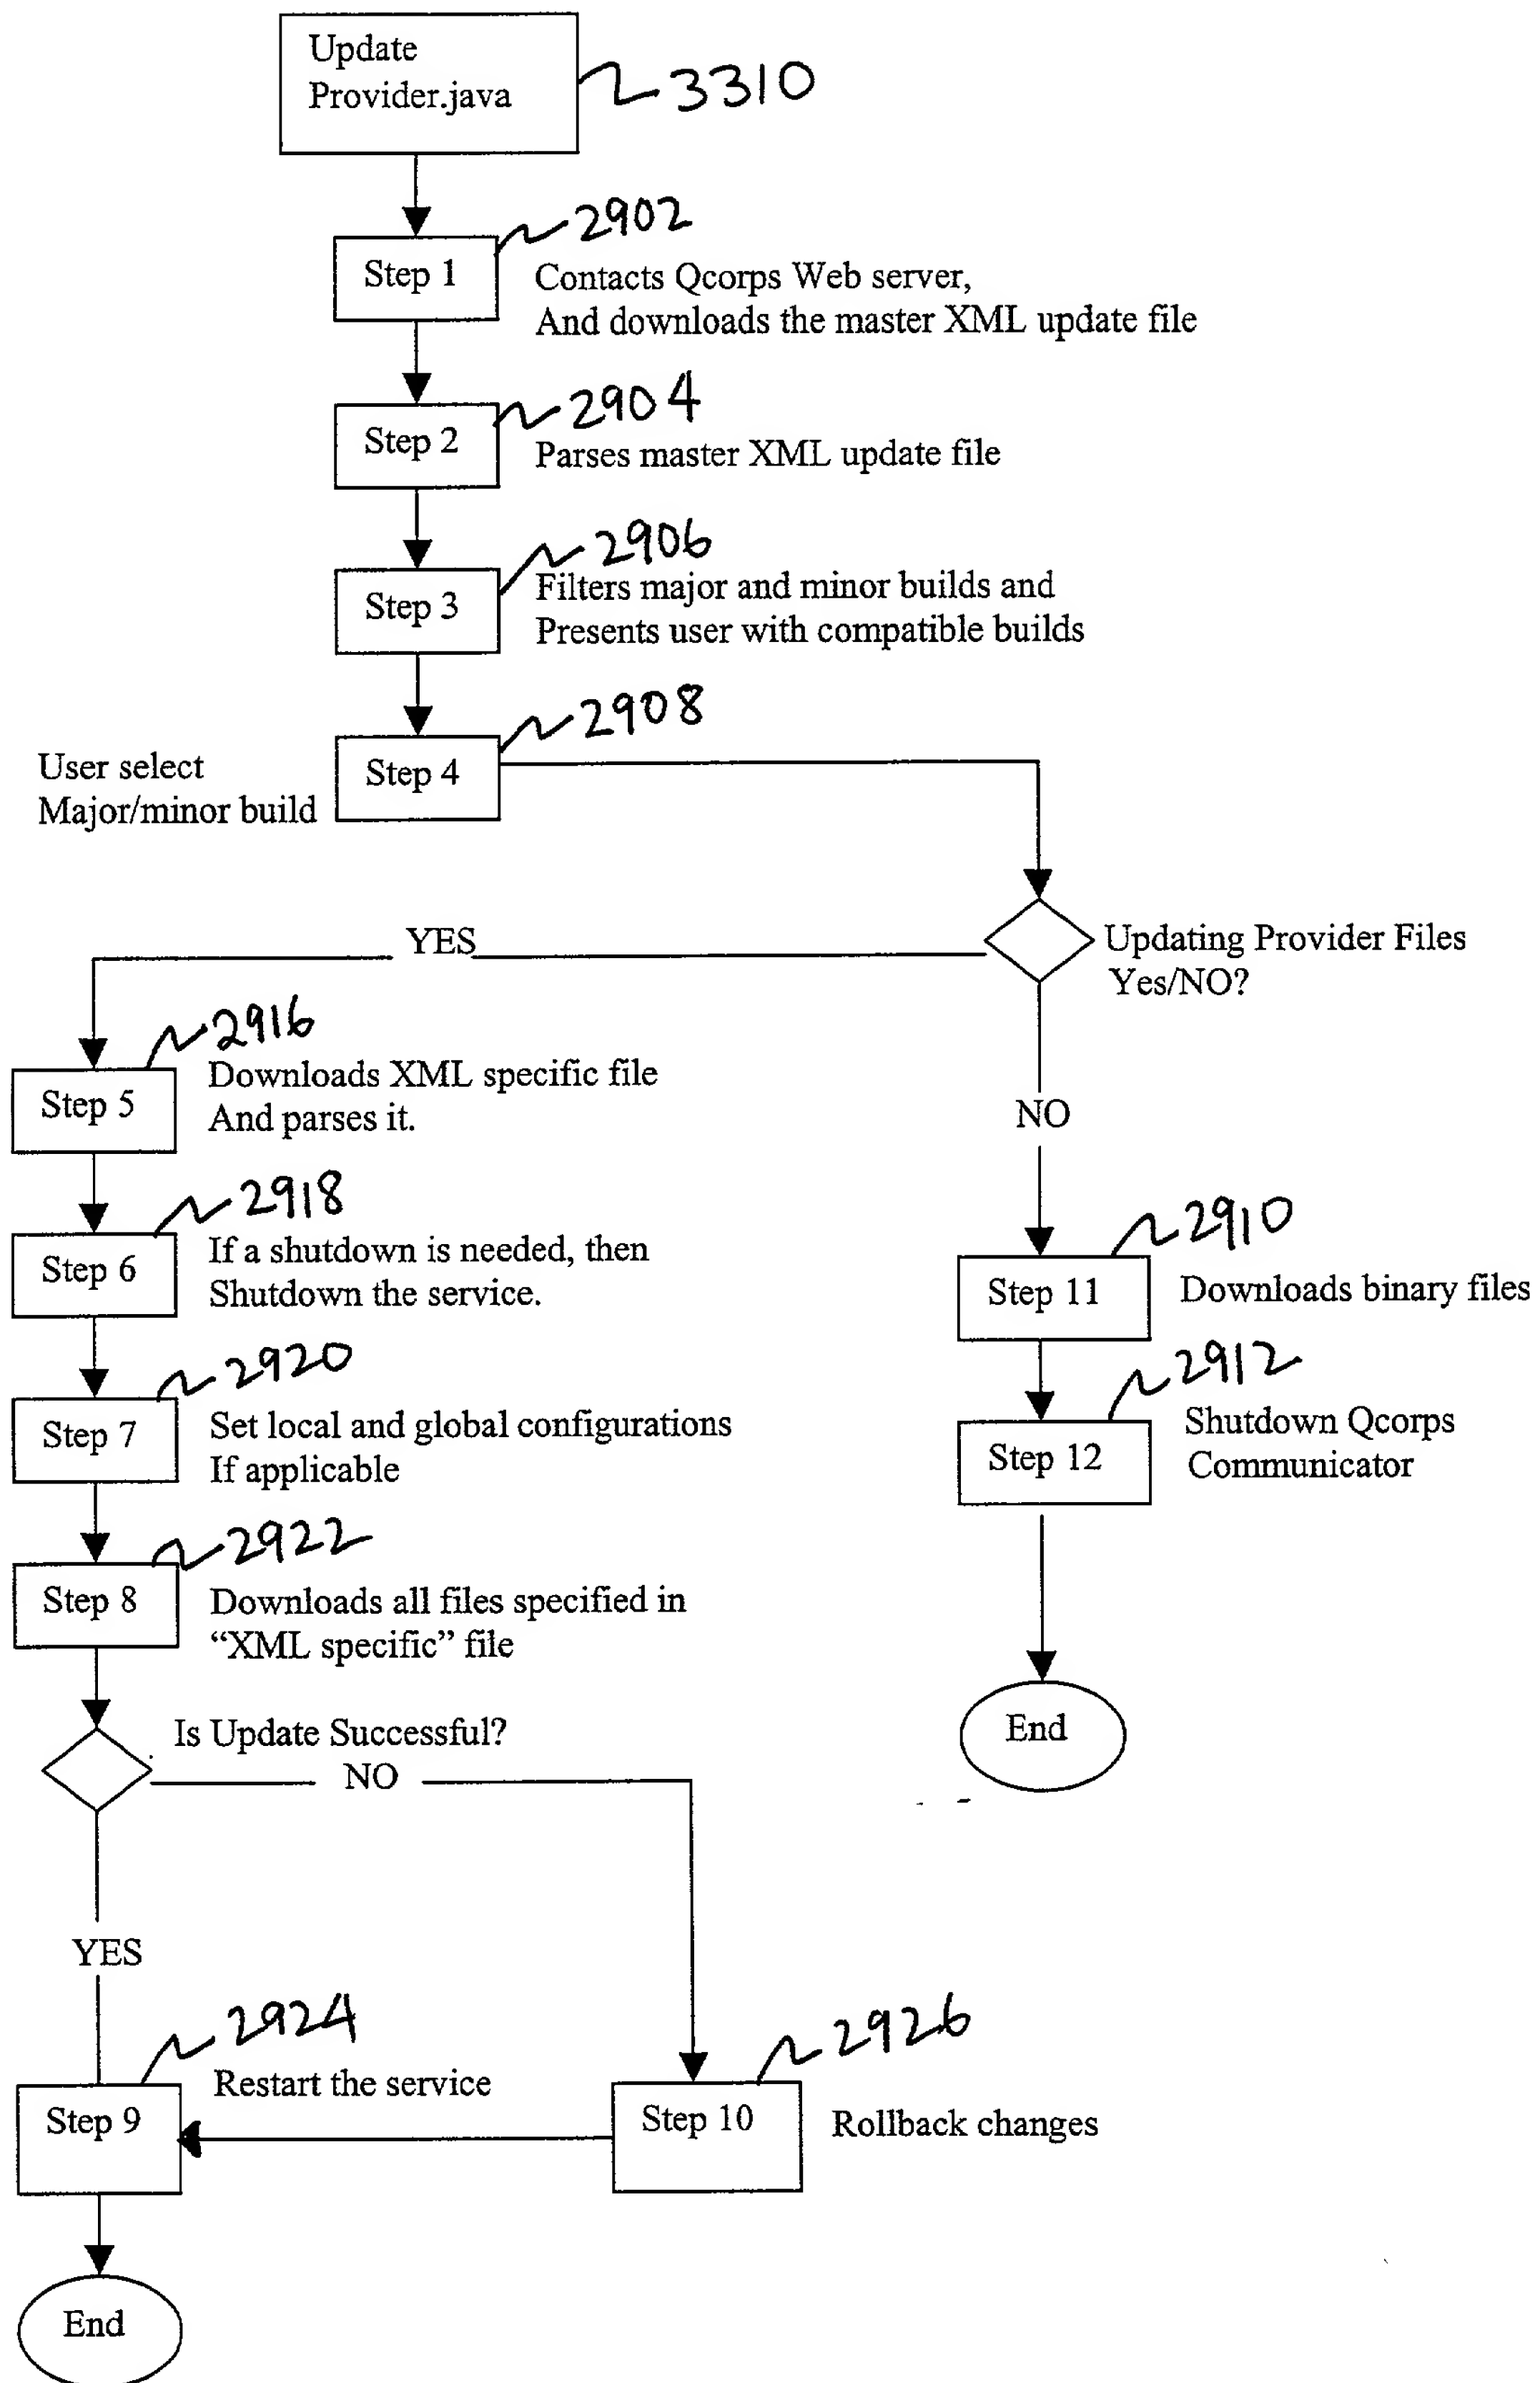 Update
Provider.java
3310
2902
Step 1
Contacts Qcorps Web server,
And downloads the master XML update file
2904
Step 2
Parses master XML update file
2906
Step 3
Filters major and minor builds and
Presents user with compatible builds
2908
User select
Major/minor build
Step 4
YES
Updating Provider Files
Yes/NO?
2916
Step 5
Downloads XML specific file
And parses it.
NO
2918
Step 6
If a shutdown is needed, then
Shutdown the service.
2910
Step 11
Downloads binary files
2920
Step 7
Set local and global configurations
If applicable
2912
Step 12
Shutdown Qcorps
Communicator
2922
Step 8
Downloads all files specified in
“XML specific” file
Is Update Successful?
NO
End
YES
2924
Step 9
Restart the service
2926
Step 10
Rollback changes
End